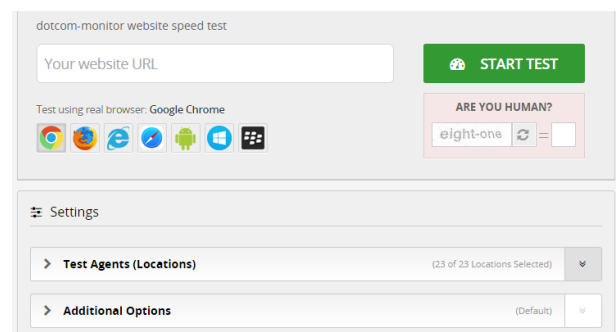 dotcom-monitor website speed test
Your website URL
START TEST
Test using real browser: Google Chrome
ARE YOU HUMAN?
eight-one
=
Settings
Test Agents (Locations)
(23 of 23 Locations Selected)
Additional Options
(Default)